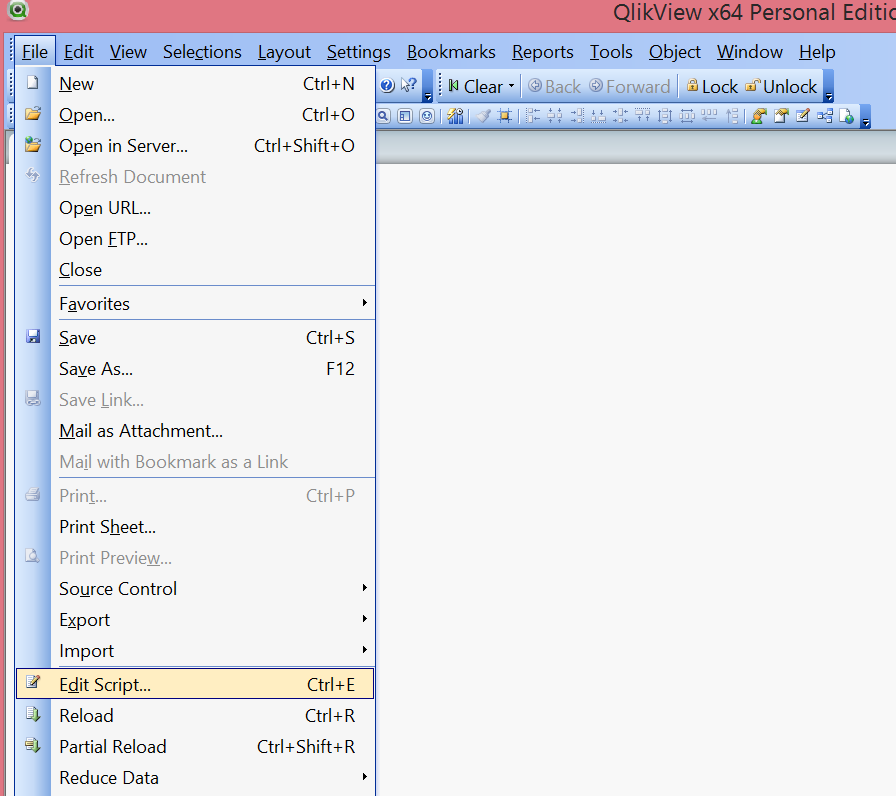 QlikView x64 Personal Editio
File Edit View Selections Layout Settings Bookmarks Reports Tools Object Window Help
Clear Back Forward Lock Unlock
New Ctrl+N
Open... Ctrl+O
Open in Server... Ctrl+Shift+O
Refresh Document
Open URL...
Open FTP...
Close
Favorites
Save Ctrl+S
Save As... F12
Save Link...
Mail as Attachment...
Mail with Bookmark as a Link
Print... Ctrl+P
Print Sheet...
Print Preview...
Source Control
Export
Import
Edit Script... Ctrl+E
Reload Ctrl+R
Partial Reload Ctrl+Shift+R
Reduce Data